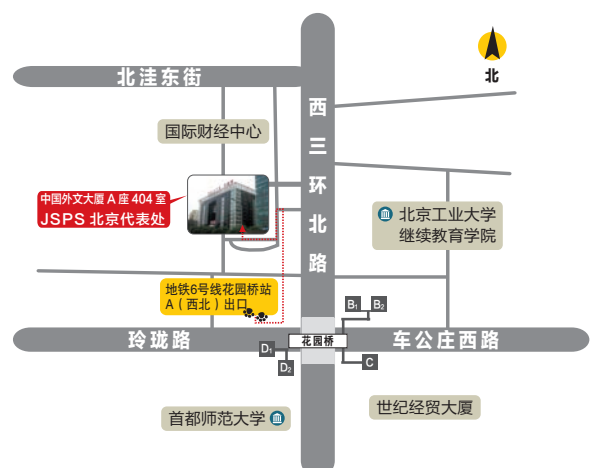 北
北洼东街
西三环北路
国际财经中心
中国外文大厦 A 座 404 室
JSPS 北京代表处
北京工业大学
继续教育学院
地铁6号线花园桥站
A（西北）出口
B1
B2
玲珑路
花园桥
车公庄西路
D1
D2
C
世纪经贸大厦
首都师范大学